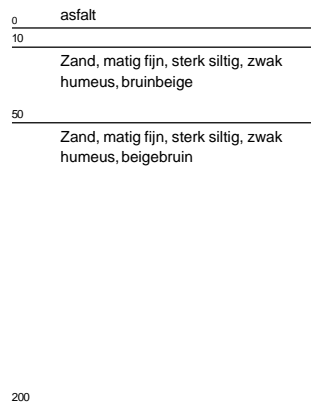 0 asfalt
10
Zand, matig fijn, sterk siltig, zwak
humeus, bruinbeige
50
Zand, matig fijn, sterk siltig, zwak
humeus, beigebruin
200